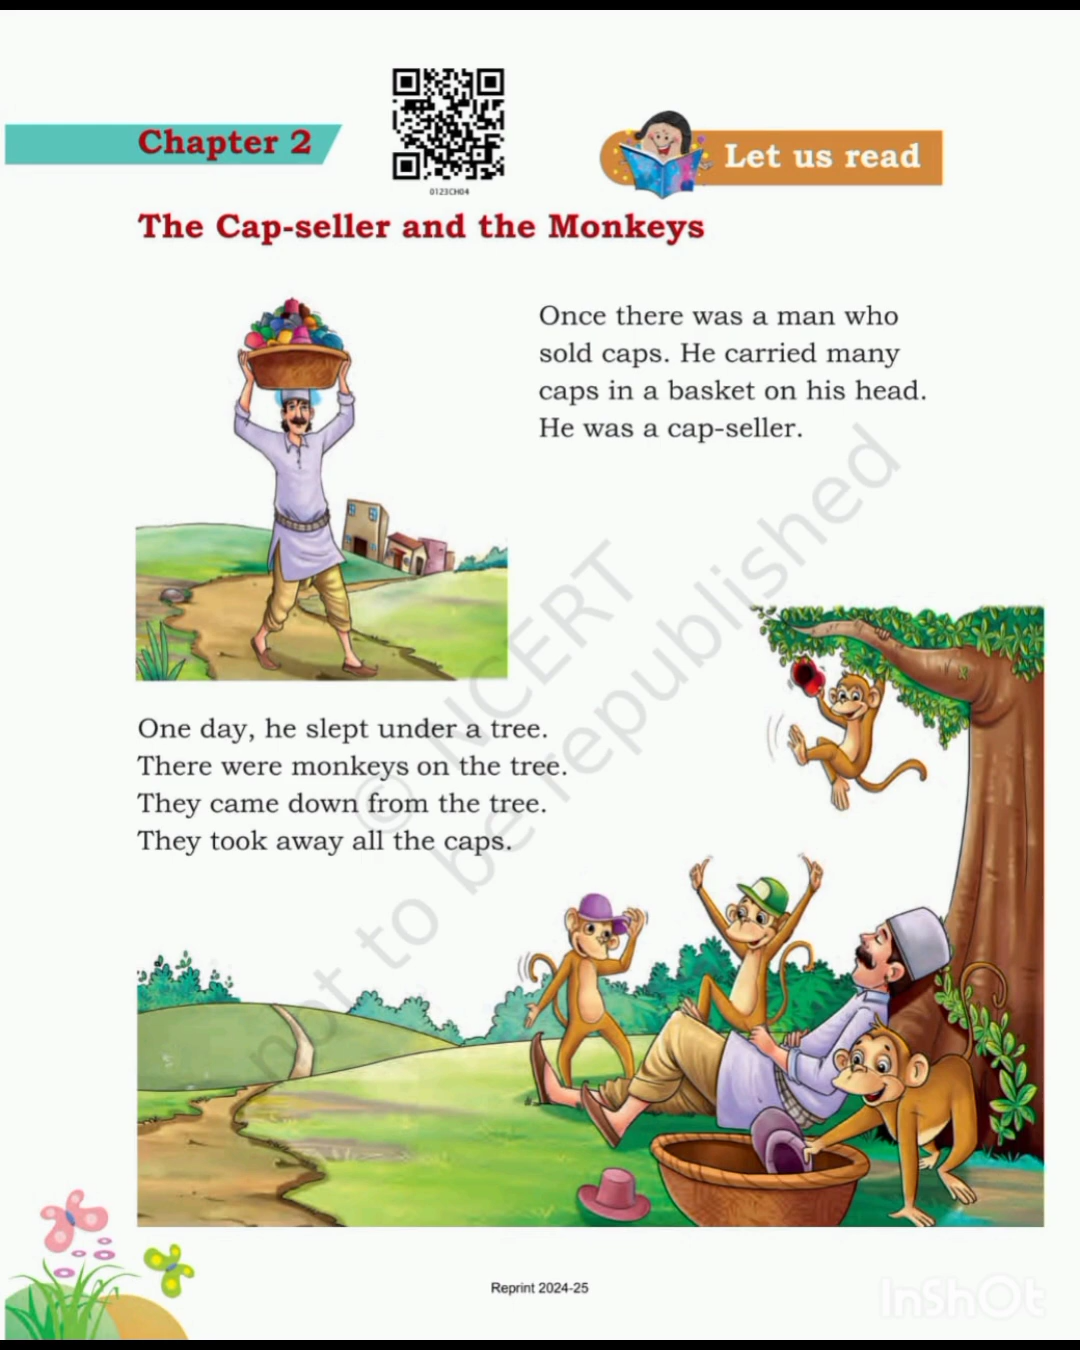 Chapter 2
0123CH04
Let us read
The Cap-seller and the Monkeys
Once there was a man who
sold caps. He carried many
caps in a basket on his head.
He was a cap-seller.
One day, he slept under a tree.
There were monkeys on the tree.
They came down from the tree.
They took away all the caps.
© NCERT
not to be republished
Reprint 2024-25
InShOt